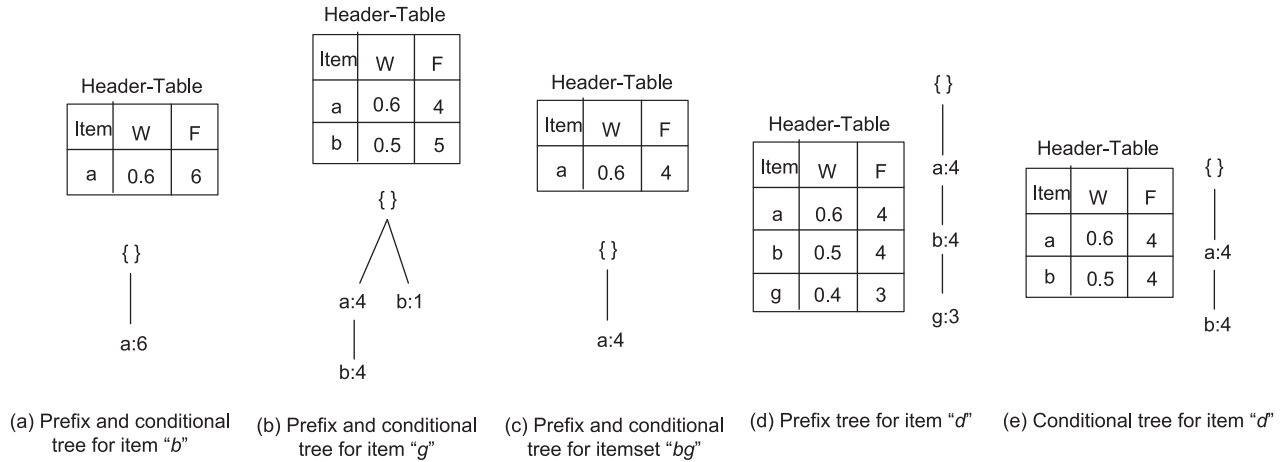 Header-Table
Item W F
a 0.6 6
{ }
a:6
(a) Prefix and conditional
tree for item “b”
Header-Table
Item W F
a 0.6 4
b 0.5 5
{ }
a:4 b:1
b:4
(b) Prefix and conditional
tree for item “g”
Header-Table
Item W F
a 0.6 4
{ }
a:4
(c) Prefix and conditional
tree for itemset “bg”
Header-Table
Item W F
a 0.6 4
b 0.5 4
g 0.4 3
{ }
a:4
b:4
g:3
(d) Prefix tree for item “d”
Header-Table
Item W F
a 0.6 4
b 0.5 4
{ }
a:4
b:4
(e) Conditional tree for item “d”